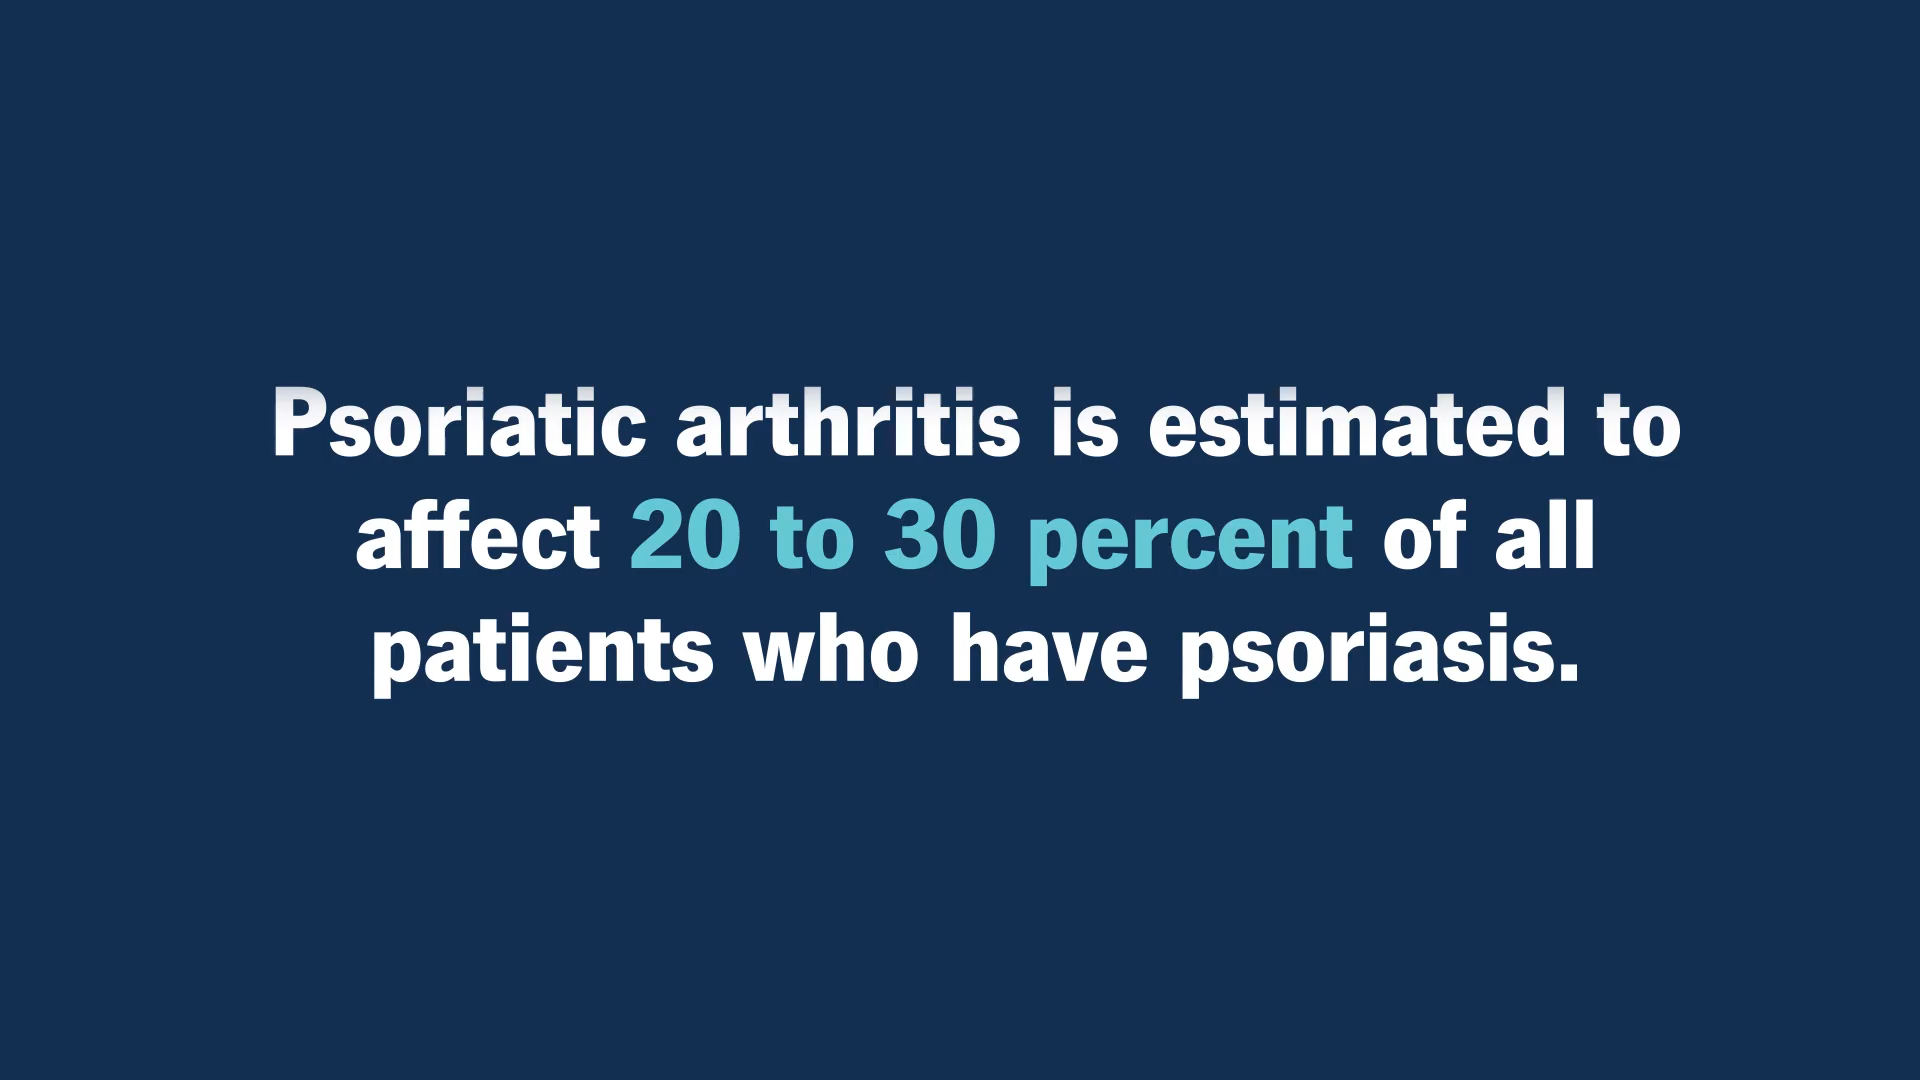 Psoriatic arthritis is estimated to
affect 20 to 30 percent of all
patients who have psoriasis.